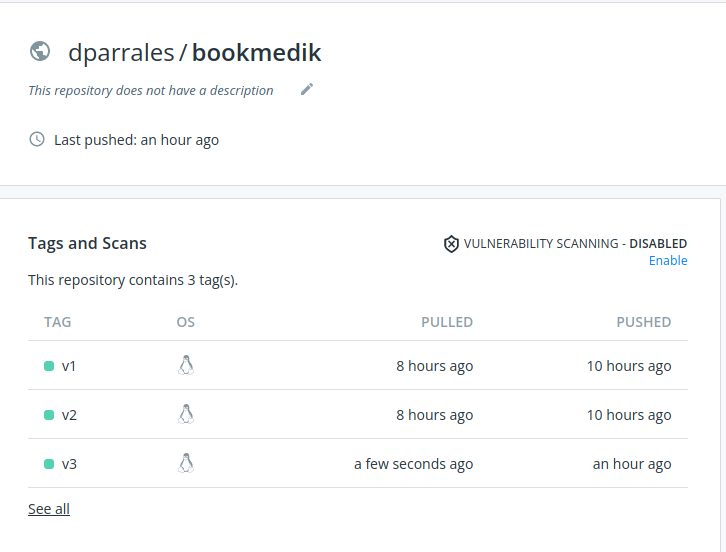 dparrales / bookmedik
This repository does not have a description
Last pushed: an hour ago
Tags and Scans
VULNERABILITY SCANNING - DISABLED
Enable
This repository contains 3 tag(s).
TAG OS PULLED PUSHED
v1 8 hours ago 10 hours ago
v2 8 hours ago 10 hours ago
v3 a few seconds ago an hour ago
See all